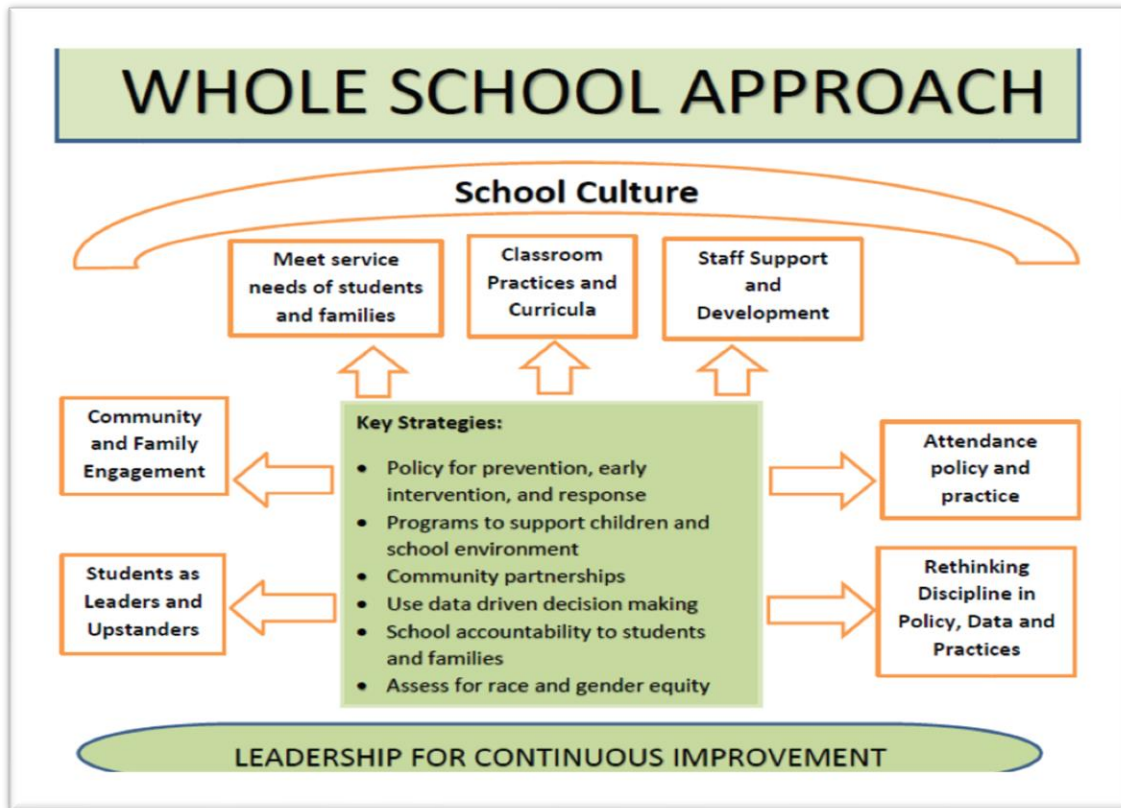 WHOLE SCHOOL APPROACH
School Culture
Meet service
needs of students
and families
Classroom
Practices and
Curricula
Staff Support
and
Development
Community
and Family
Engagement
Students as
Leaders and
Upstanders
Key Strategies:
• Policy for prevention, early
intervention, and response
• Programs to support children and
school environment
• Community partnerships
• Use data driven decision making
• School accountability to students
and families
• Assess for race and gender equity
Attendance
policy and
practice
Rethinking
Discipline in
Policy, Data and
Practices
LEADERSHIP FOR CONTINUOUS IMPROVEMENT